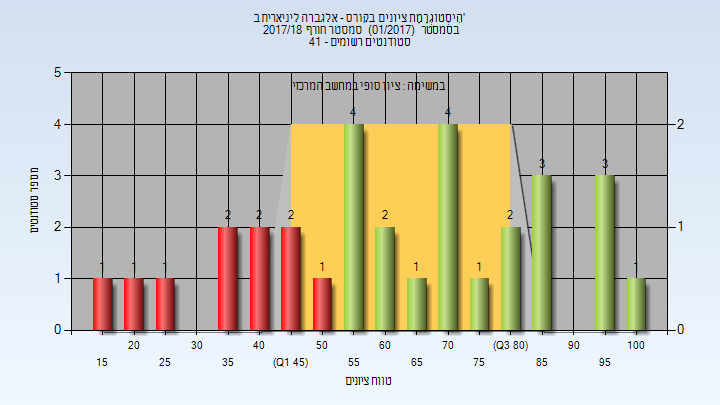 היסטוגרמת ציונים בקורס - אלגברה ליניארית ב'
בסמסטר (01/2017) סמסטר חורף 2017/18
סטודנטים רשומים - 41
במשימה : ציון סופי במחשב המרכזי
מספר סטודנטים
5
4
3
2
1
0
2
1
0
1 1 1 2 2 2 1 4 2 1 4 1 2 3 3 1
20 30 40 50 60 70 (Q3 80) 90 100
15 25 35 (Q1 45) 55 65 75 85 95
טווח ציונים